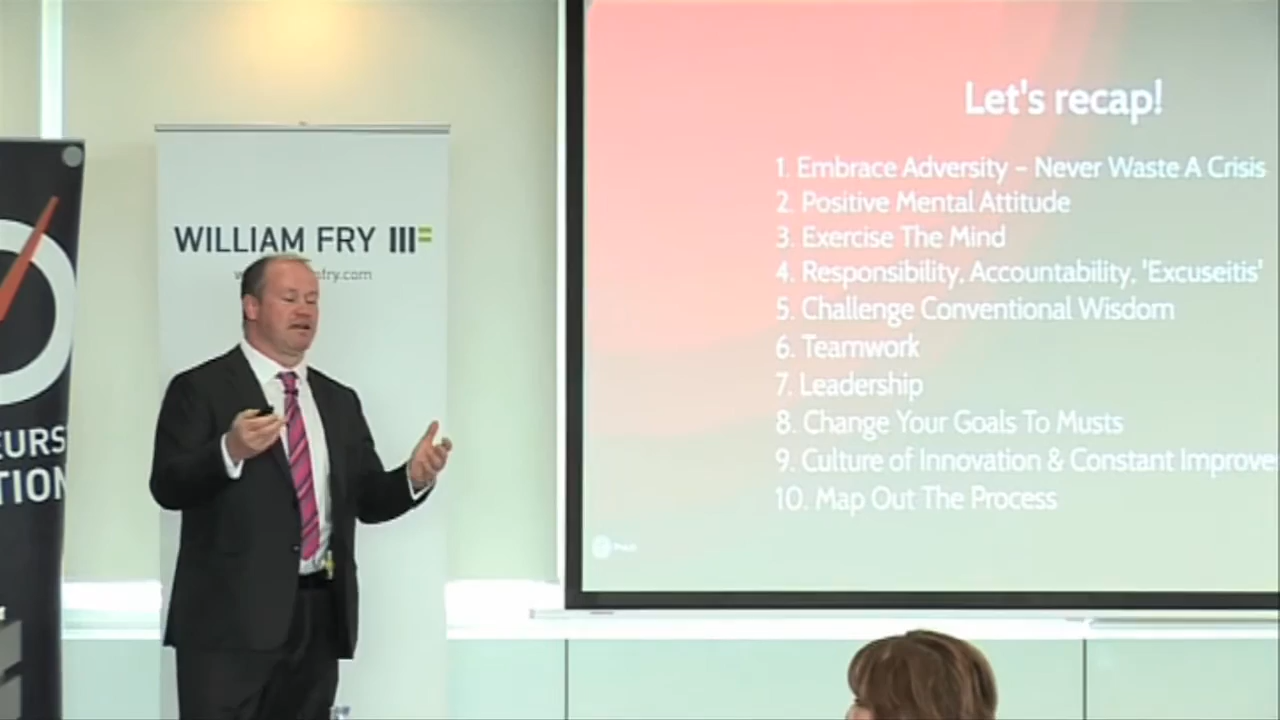 WILLIAM FRY
sfry.com
EURS
TION
Let's recap!
1. Embrace Adversity – Never Waste A Crisis
2. Positive Mental Attitude
3. Exercise The Mind
4. Responsibility, Accountability, 'Excuseitis'
5. Challenge Conventional Wisdom
6. Teamwork
7. Leadership
8. Change Your Goals To Musts
9. Culture of Innovation & Constant Improve
10. Map Out The Process
Prezi